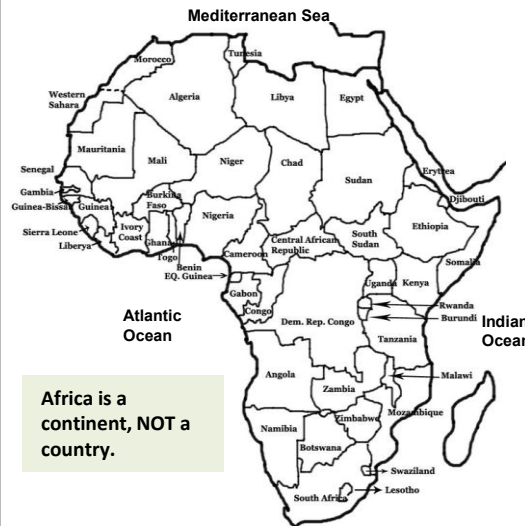 Mediterranean Sea
Morocco
Tunesia
Western
Sahara
Algeria
Libya
Egypt
Mauritania
Mali
Niger
Chad
Sudan
Erytrea
Djibouti
Senegal
Gambia
Guinea-Bissau
Guinea
Burkina
Faso
Nigeria
Sierra Leone
Liberya
Ivory
Coast
Ghana
Togo
Benin
EQ. Guinea
Cameroon
Central African
Republic
South
Sudan
Ethiopia
Somalia
Uganda
Kenya
Gabon
Congo
Dem. Rep. Congo
Rwanda
Burundi
Tanzania
Atlantic
Ocean
Indian
Ocean
Angola
Zambia
Malawi
Mozambique
Zimbabwe
Namibia
Botswana
Swaziland
Lesotho
South Africa
Africa is a
continent, NOT a
country.